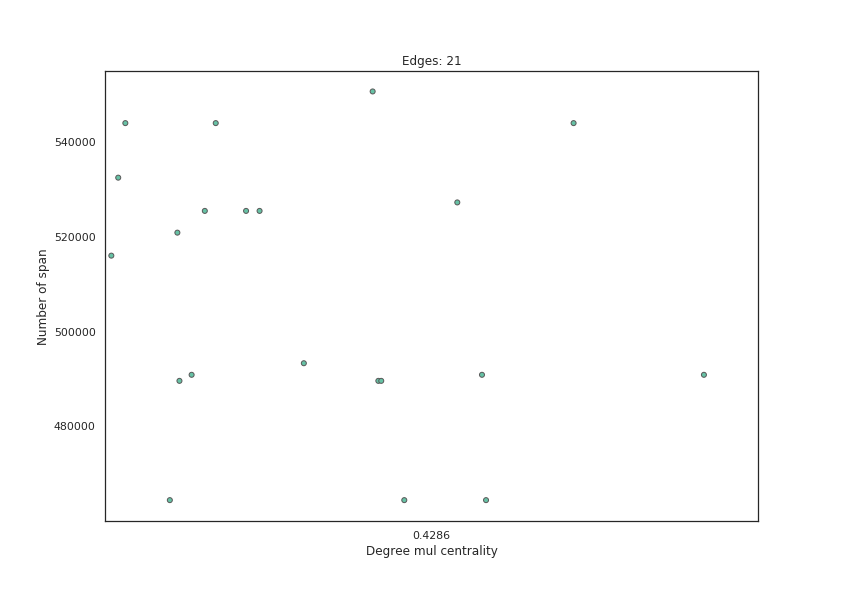 Edges: 21
540000
520000
500000
480000
Number of span
0.4286
Degree mul centrality